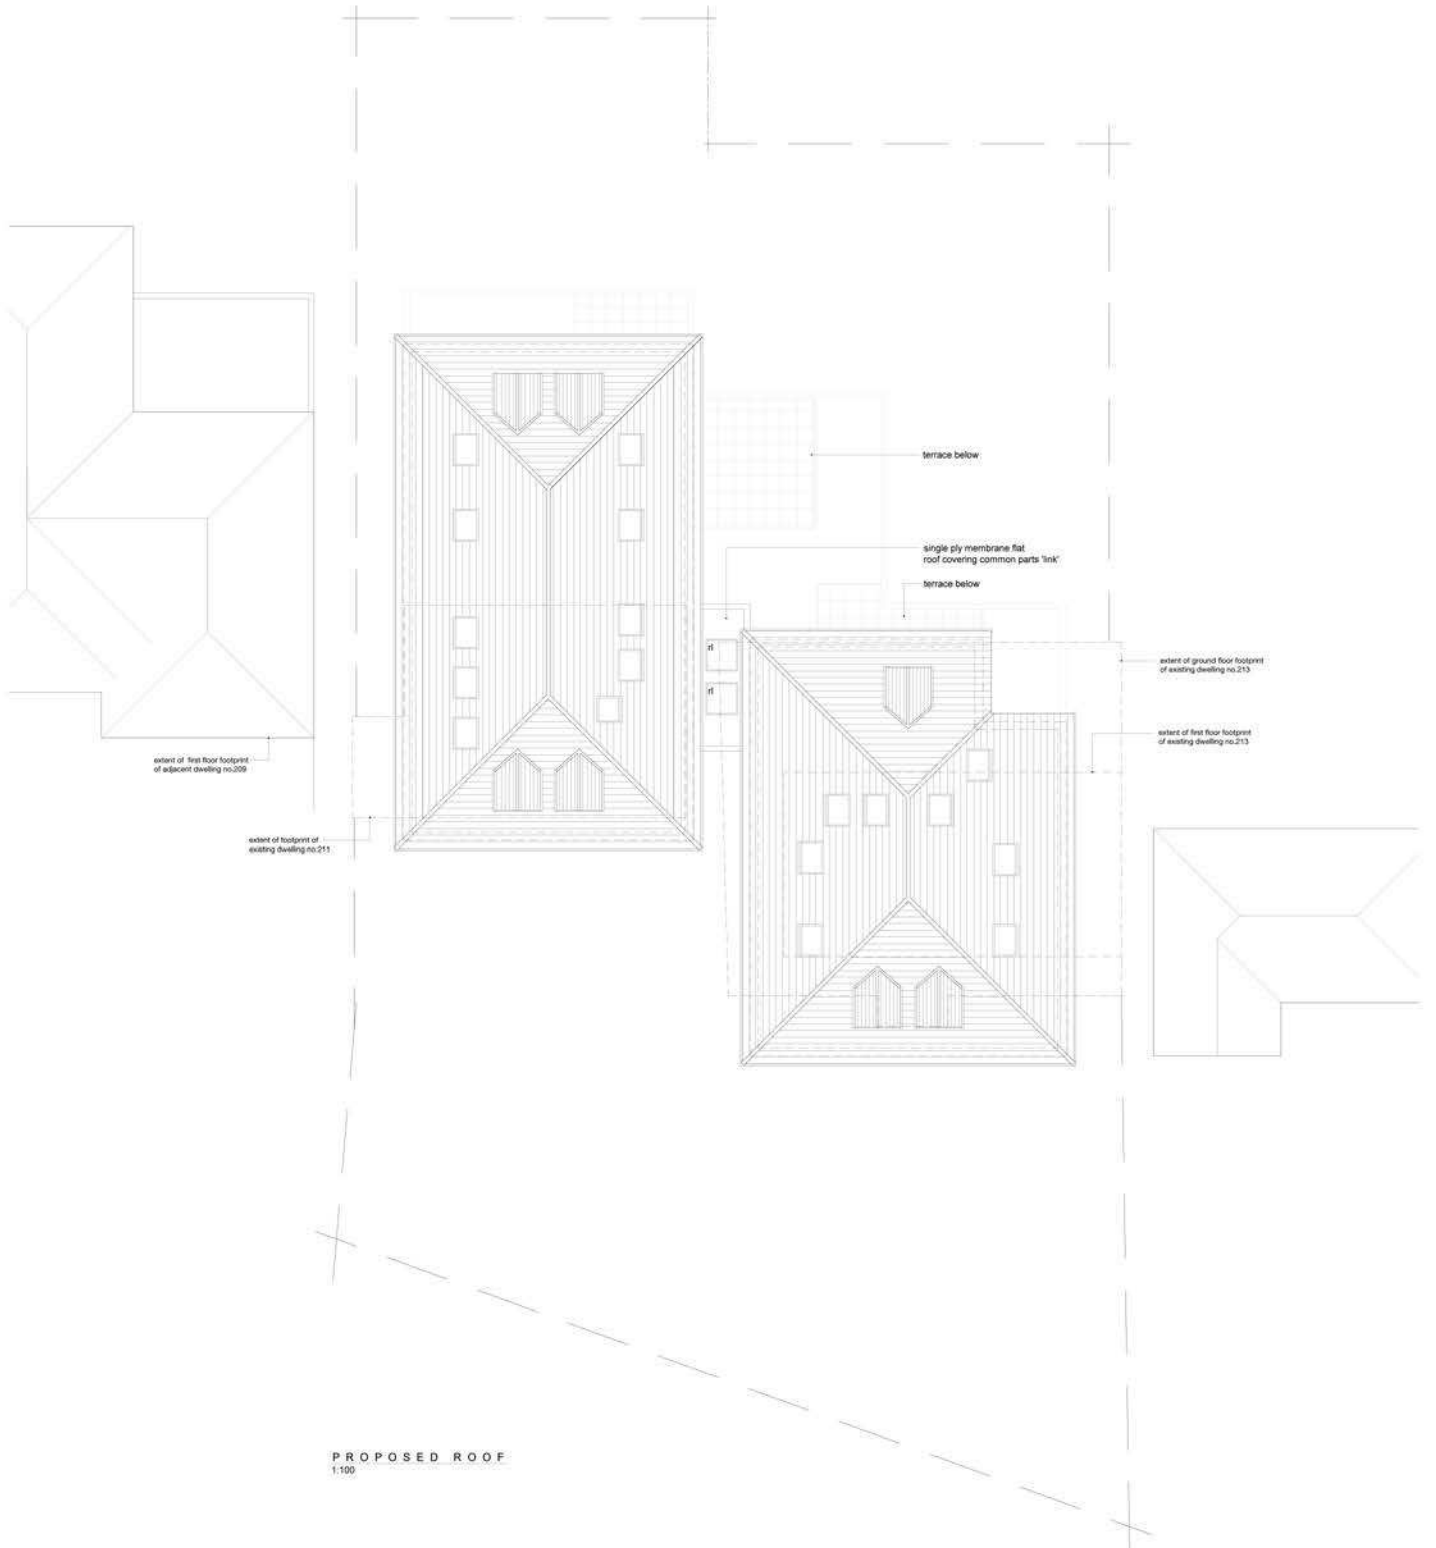 terrace below
single ply membrane flat
roof covering common parts 'link'
terrace below
rl
rl
extent of ground floor footprint
of existing dwelling no.213
extent of first floor footprint
of existing dwelling no.213
extent of first floor footprint
of adjacent dwelling no.209
extent of footprint of
existing dwelling no.211
PROPOSED ROOF
1:100